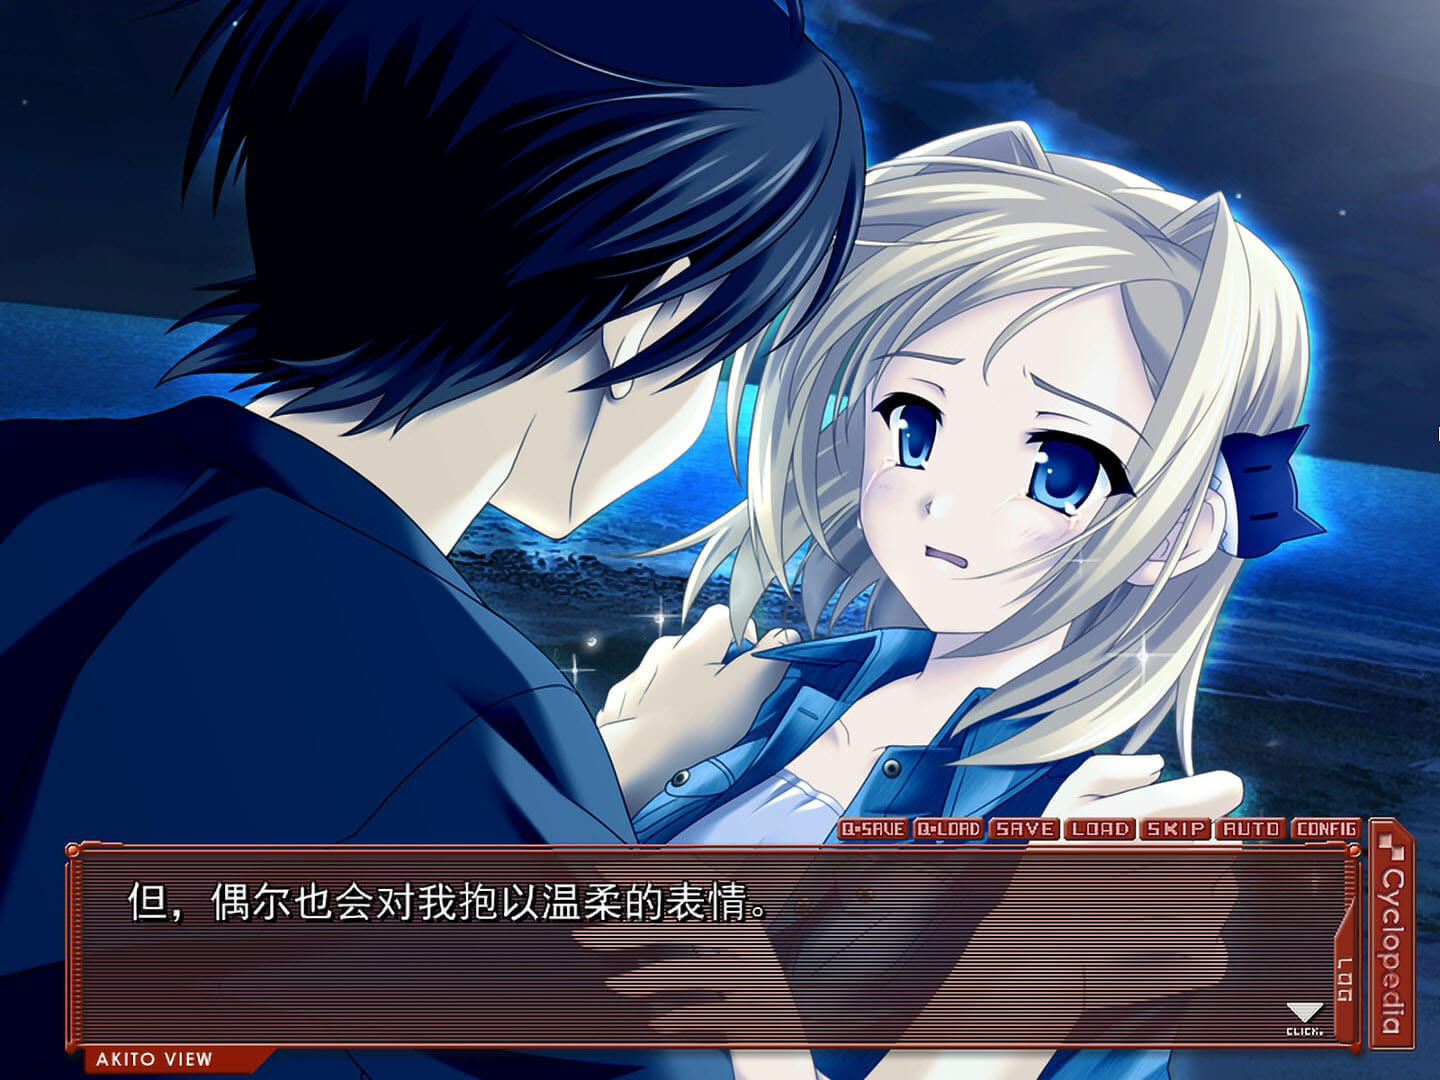 Q•SAVE Q•LOAD SAVE LOAD SKIP AUTO CONFIG
但，偶尔也会对我抱以温柔的表情。
Cyclopedia
LOG
CLICK.
AKITO VIEW